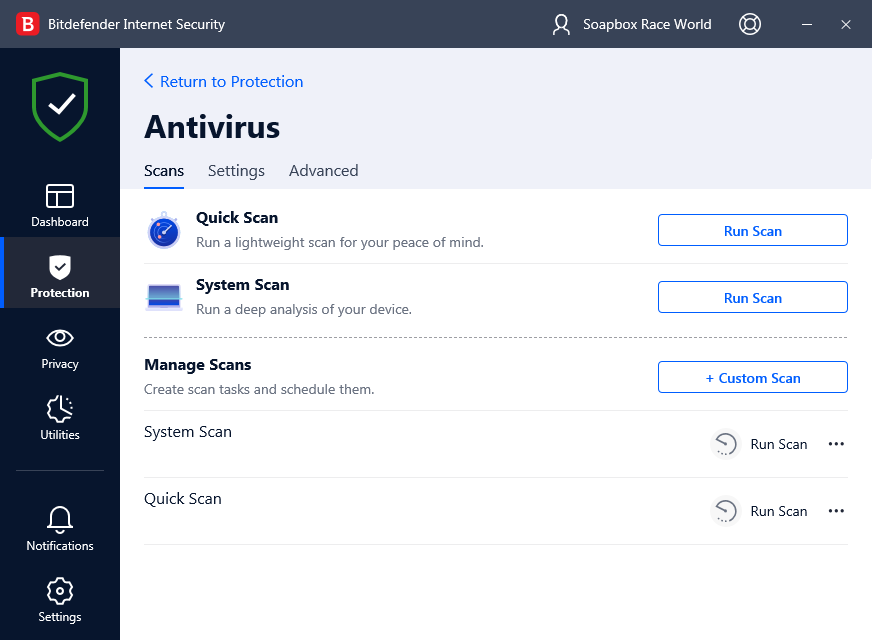 B Bitdefender Internet Security
Soapbox Race World
Return to Protection
Antivirus
Scans Settings Advanced
Dashboard
Protection
Privacy
Utilities
Notifications
Settings
Quick Scan
Run a lightweight scan for your peace of mind.
Run Scan
System Scan
Run a deep analysis of your device.
Run Scan
Manage Scans
Create scan tasks and schedule them.
+ Custom Scan
System Scan
Run Scan
Quick Scan
Run Scan